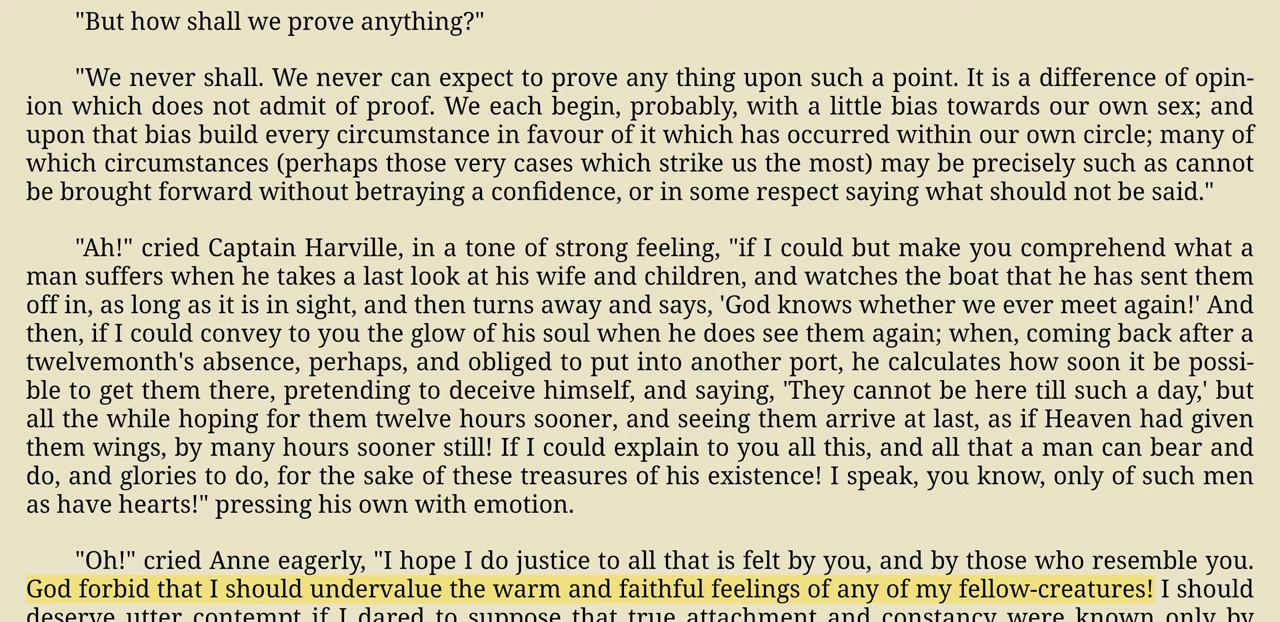 "But how shall we prove anything?"
"We never shall. We never can expect to prove any thing upon such a point. It is a difference of opin-
ion which does not admit of proof. We each begin, probably, with a little bias towards our own sex; and
upon that bias build every circumstance in favour of it which has occurred within our own circle; many of
which circumstances (perhaps those very cases which strike us the most) may be precisely such as cannot
be brought forward without betraying a confidence, or in some respect saying what should not be said."
"Ah!" cried Captain Harville, in a tone of strong feeling, "if I could but make you comprehend what a
man suffers when he takes a last look at his wife and children, and watches the boat that he has sent them
off in, as long as it is in sight, and then turns away and says, 'God knows whether we ever meet again!' And
then, if I could convey to you the glow of his soul when he does see them again; when, coming back after a
twelvemonth's absence, perhaps, and obliged to put into another port, he calculates how soon it be possi-
ble to get them there, pretending to deceive himself, and saying, 'They cannot be here till such a day,' but
all the while hoping for them twelve hours sooner, and seeing them arrive at last, as if Heaven had given
them wings, by many hours sooner still! If I could explain to you all this, and all that a man can bear and
do, and glories to do, for the sake of these treasures of his existence! I speak, you know, only of such men
as have hearts!" pressing his own with emotion.
"Oh!" cried Anne eagerly, "I hope I do justice to all that is felt by you, and by those who resemble you.
God forbid that I should undervalue the warm and faithful feelings of any of my fellow-creatures! I should
deserve utter contempt if I dared to suppose that true attachment and constancy were known only by